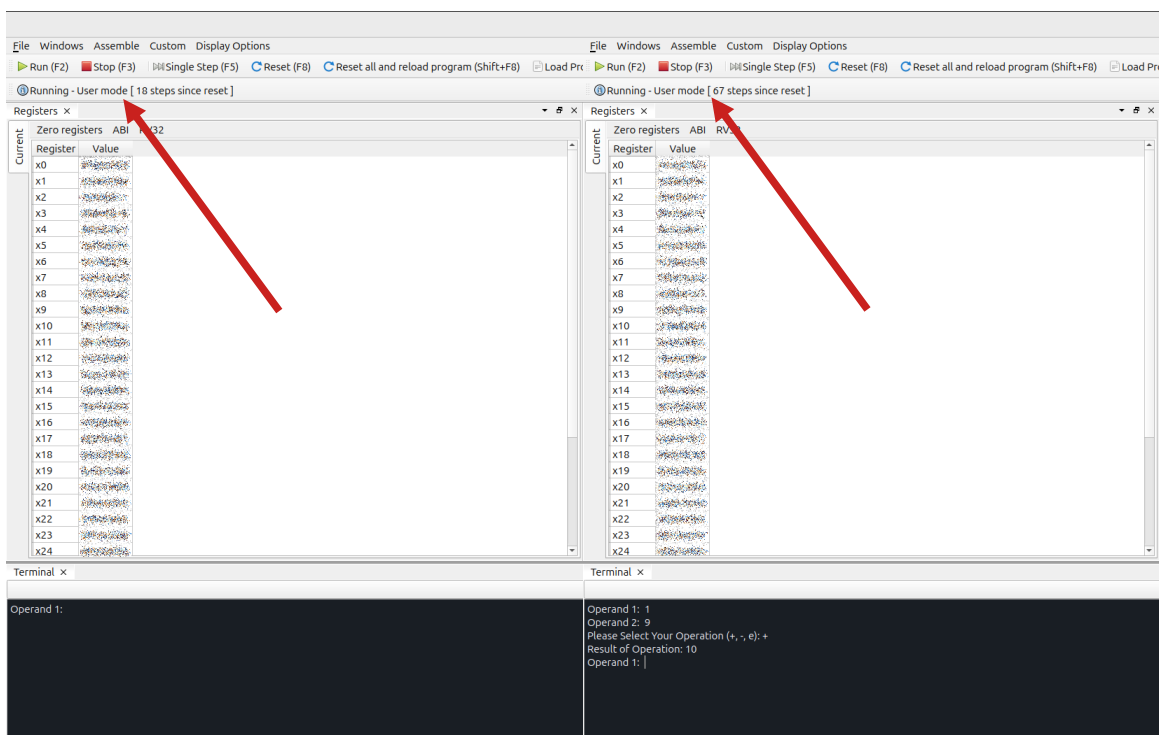 File Windows Assemble Custom Display Options
Run (F2) Stop (F3) Single Step (F5) Reset (F8) Reset all and reload program (Shift+F8) Load Pr
Running - User mode [ 18 steps since reset ]
Registers
Current
Zero registers ABI RV32
Register Value
x0
x1
x2
x3
x4
x5
x6
x7
x8
x9
x10
x11
x12
x13
x14
x15
x16
x17
x18
x19
x20
x21
x22
x23
x24
Terminal
Operand 1:
File Windows Assemble Custom Display Options
Run (F2) Stop (F3) Single Step (F5) Reset (F8) Reset all and reload program (Shift+F8) Load Pr
Running - User mode [ 67 steps since reset ]
Registers
Current
Zero registers ABI
Register Value
x0
x1
x2
x3
x4
x5
x6
x7
x8
x9
x10
x11
x12
x13
x14
x15
x16
x17
x18
x19
x20
x21
x22
x23
x24
Terminal
Operand 1: 1
Operand 2: 9
Please Select Your Operation (+, -, e): +
Result of Operation: 10
Operand 1: